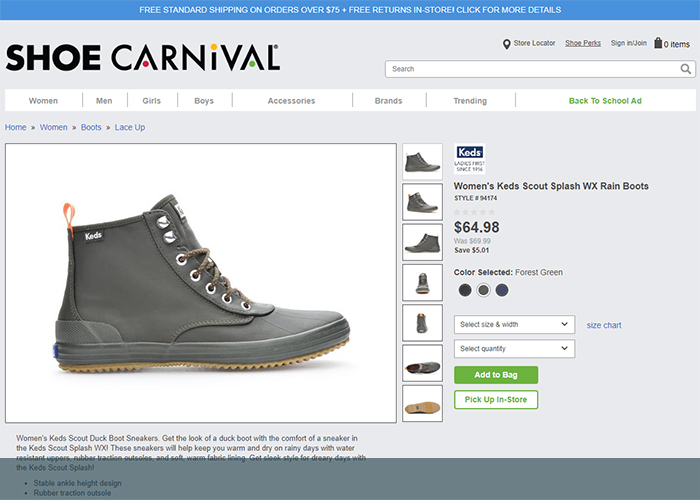 FREE STANDARD SHIPPING ON ORDERS OVER $75 + FREE RETURNS IN-STORE! CLICK FOR MORE DETAILS
SHOE CARNiVAL®
Store Locator Shoe Perks Sign in/Join 0 items
Search
Women Men Girls Boys Accessories Brands Trending Back To School Ad
Home » Women » Boots » Lace Up
Keds
Keds
LADIES FIRST
SINCE 1916
Women's Keds Scout Splash WX Rain Boots
STYLE # 94174
$64.98
Was $69.99
Save $5.01
Color Selected: Forest Green
Select size & width
size chart
Select quantity
Add to Bag
Pick Up In-Store
Women's Keds Scout Duck Boot Sneakers. Get the look of a duck boot with the comfort of a sneaker in
the Keds Scout Splash WX! These sneakers will help keep you warm and dry on rainy days with water
resistant uppers, rubber traction outsoles, and soft, warm fabric lining. Get sleek style for dreary days with
the Keds Scout Splash!
• Stable ankle height design
• Rubber traction outsole